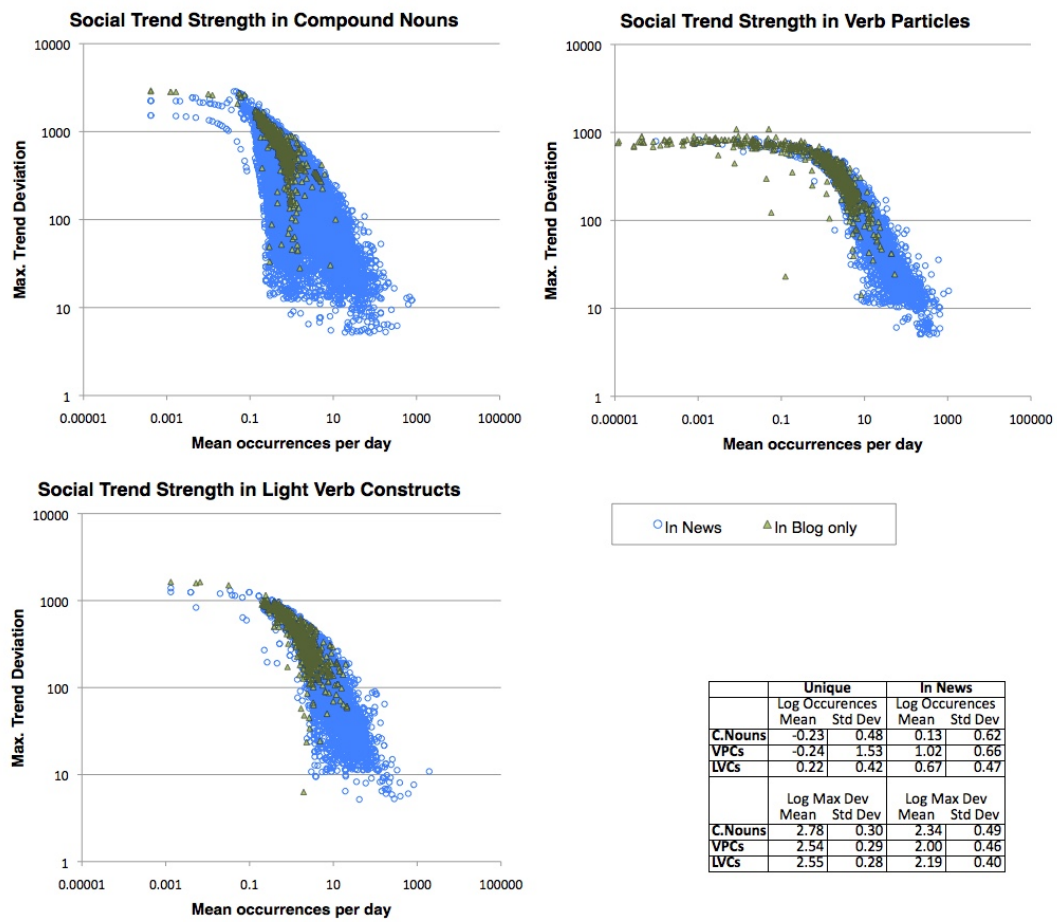 Social Trend Strength in Compound Nouns
10000
1000
100
10
1
Max. Trend Deviation
0.00001 0.001 0.1 10 1000 100000
Mean occurrences per day
Social Trend Strength in Verb Particles
10000
1000
100
10
1
Max. Trend Deviation
0.00001 0.001 0.1 10 1000 100000
Mean occurrences per day
Social Trend Strength in Light Verb Constructs
10000
1000
100
10
1
Max. Trend Deviation
0.00001 0.001 0.1 10 1000 100000
Mean occurrences per day
In News In Blog only
Unique In News
Log Occurences Log Occurences
Mean Std Dev Mean Std Dev
C.Nouns -0.23 0.48 0.13 0.62
VPCs -0.24 1.53 1.02 0.66
LVCs 0.22 0.42 0.67 0.47
Log Max Dev Log Max Dev
Mean Std Dev Mean Std Dev
C.Nouns 2.78 0.30 2.34 0.49
VPCs 2.54 0.29 2.00 0.46
LVCs 2.55 0.28 2.19 0.40